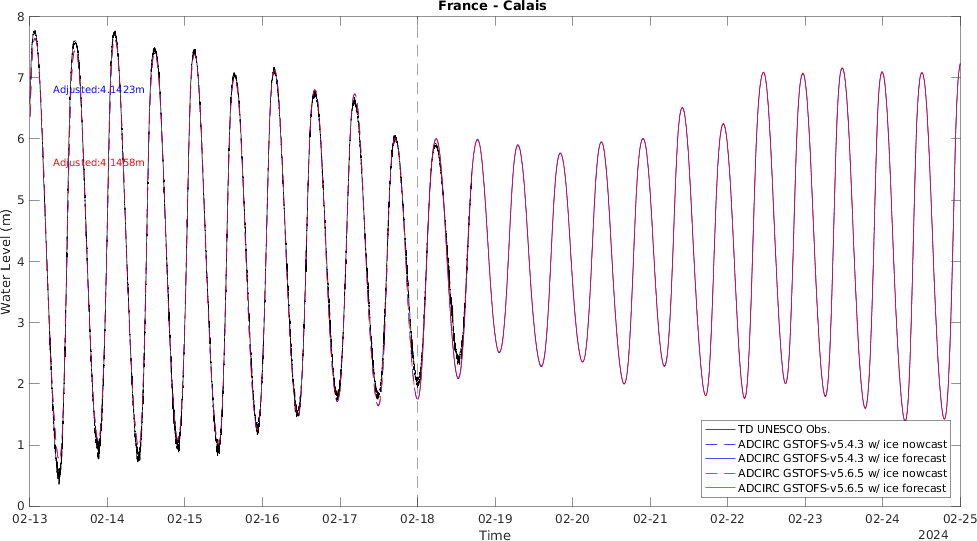 France - Calais
8
7
6
5
4
3
2
1
0
Water Level (m)
Adjusted:4.1423m
Adjusted:4.1458m
TD UNESCO Obs.
ADCIRC GSTOFS-v5.4.3 w/ ice nowcast
ADCIRC GSTOFS-v5.4.3 w/ ice forecast
ADCIRC GSTOFS-v5.6.5 w/ ice nowcast
ADCIRC GSTOFS-v5.6.5 w/ ice forecast
02-13 02-14 02-15 02-16 02-17 02-18 02-19 02-20 02-21 02-22 02-23 02-24 02-25
Time
2024